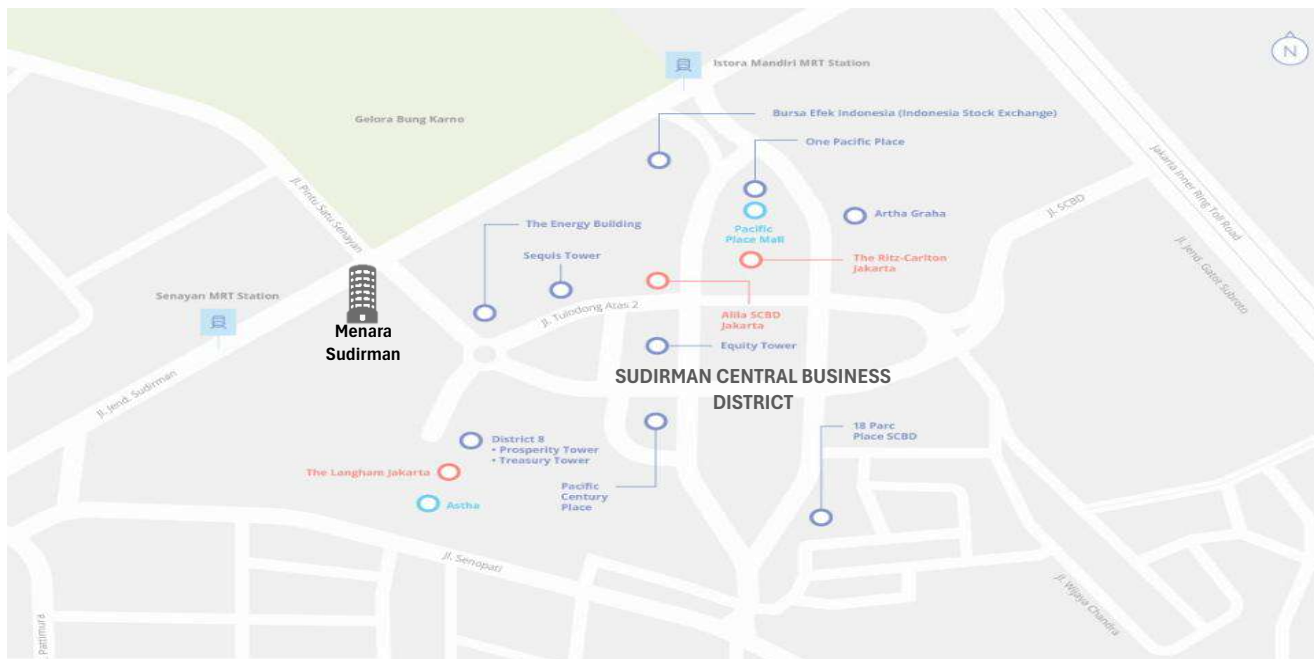 Istora Mandiri MRT Station
N
Gelora Bung Karno
Bursa Efek Indonesia (Indonesia Stock Exchange)
One Pacific Place
Jakarta Inner Ring Toll Road
Jl. Pintu Satu Senayan
Jl. SCBD
Artha Graha
The Energy Building
Pacific
Place Mall
Jl. Jend. Gatot Subroto
Sequis Tower
The Ritz-Carlton
Jakarta
Senayan MRT Station
Jl. Tulodong Atas 2
Alila SCBD
Jakarta
Menara
Sudirman
Equity Tower
SUDIRMAN CENTRAL BUSINESS
DISTRICT
Jl. Jend. Sudirman
18 Parc
Place SCBD
District 8
• Prosperity Tower
• Treasury Tower
The Langham Jakarta
Pacific
Century
Place
Astha
Jl. Senopati
Jl. Wijaya Chandra
. Pattimura